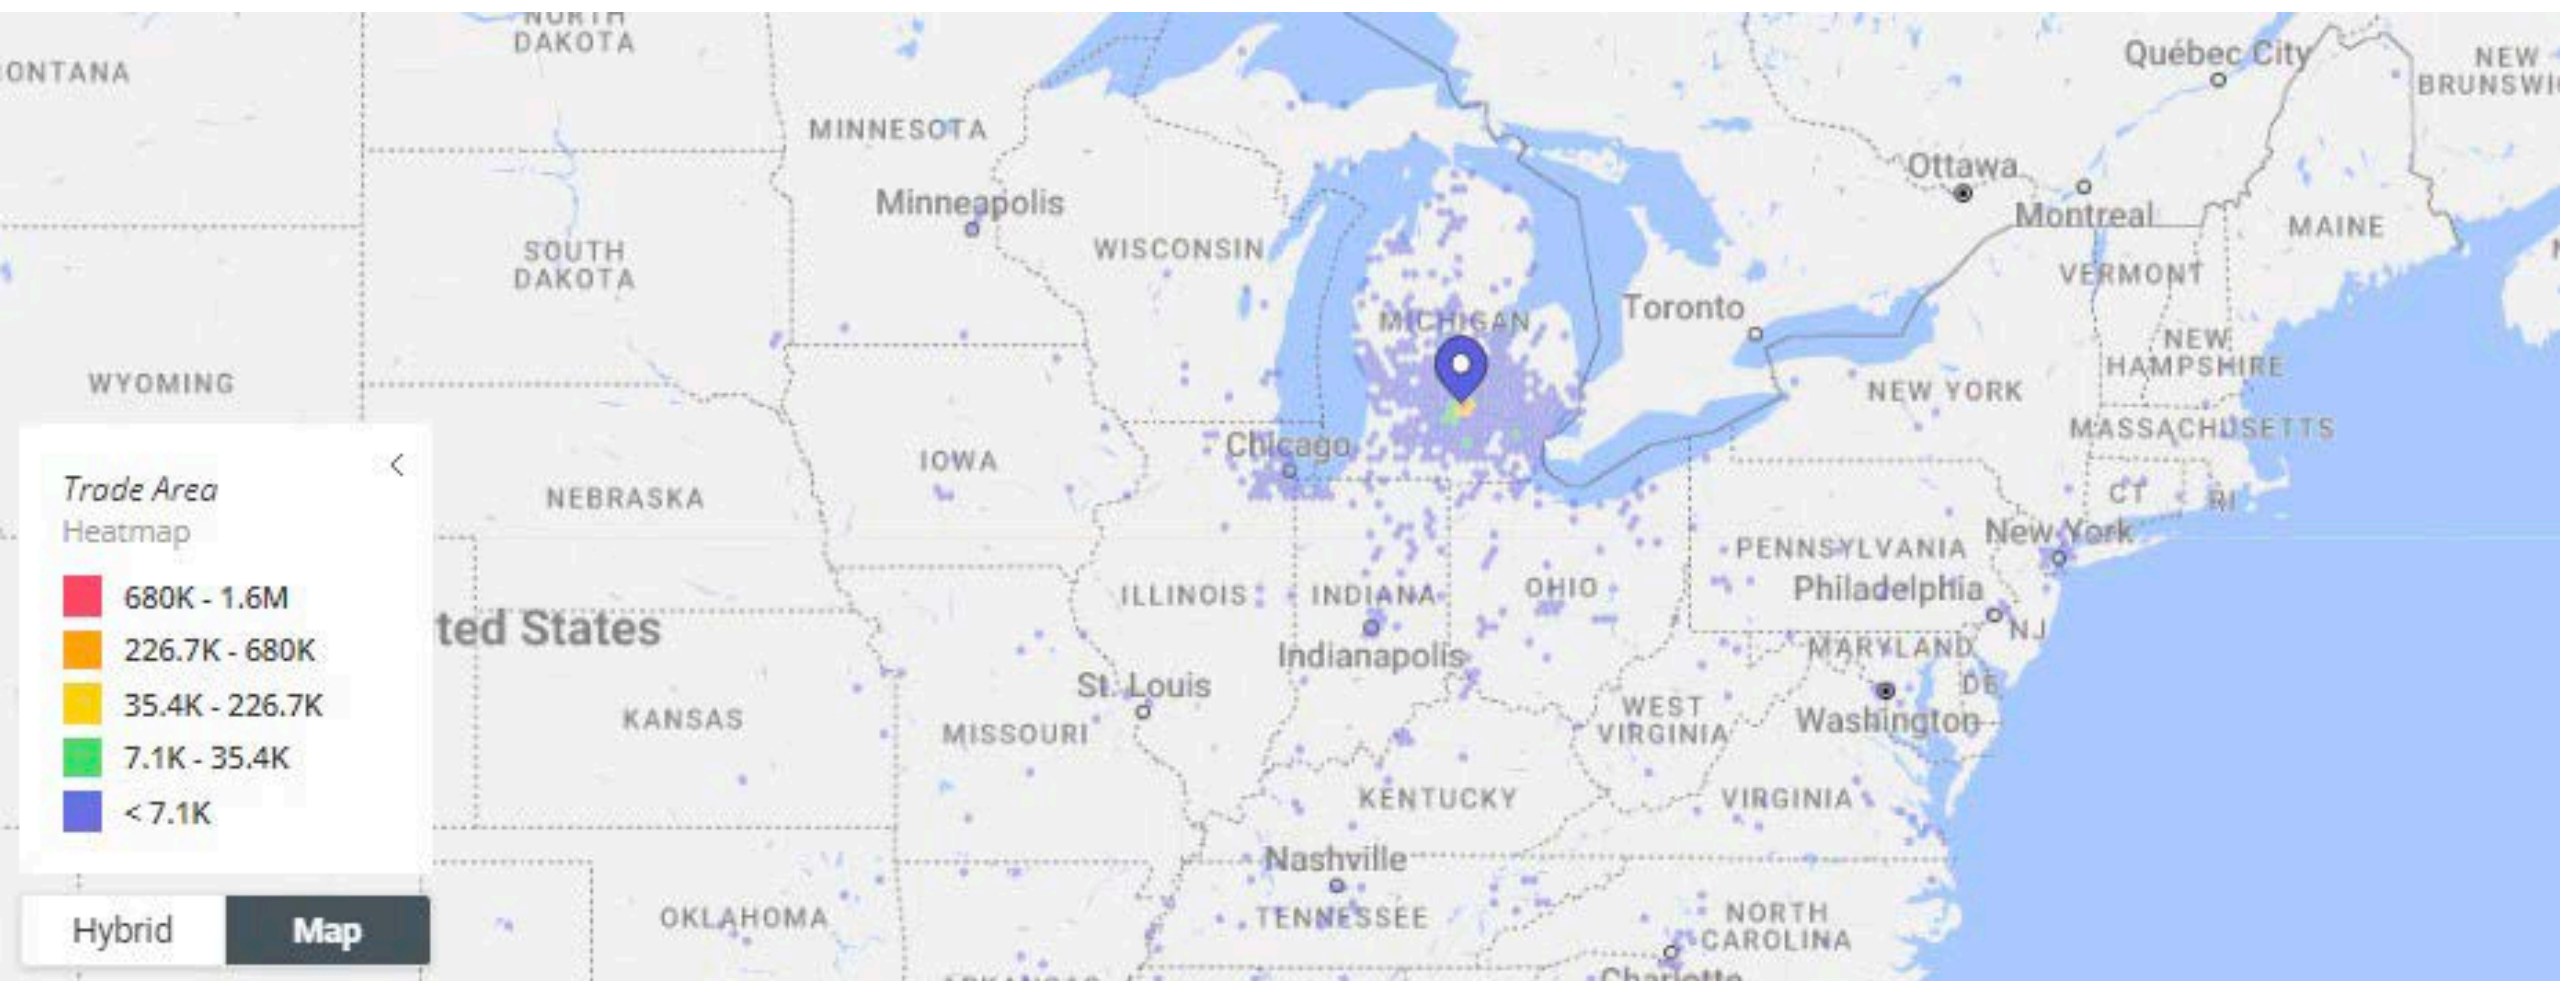 NORTH
DAKOTA
ONTANA
MINNESOTA
Minneapolis
WISCONSIN
SOUTH
DAKOTA
WYOMING
MICHIGAN
Toronto
Ottawa
Montreal
Québec City
NEW
BRUNSWI
MAINE
VERMONT
NEW
HAMPSHIRE
NEW YORK
MASSACHUSETTS
CT
RI
Chicago
IOWA
NEBRASKA
Trade Area
Heatmap
680K - 1.6M
226.7K - 680K
35.4K - 226.7K
7.1K - 35.4K
< 7.1K
Hybrid
Map
ted States
ILLINOIS
INDIANA
Indianapolis
OHIO
PENNSYLVANIA
New York
Philadelphia
NJ
MARYLAND
DE
Washington
WEST
VIRGINIA
St. Louis
KANSAS
MISSOURI
KENTUCKY
VIRGINIA
Nashville
TENNESSEE
OKLAHOMA
NORTH
CAROLINA
Charlotte
ARKANSAS